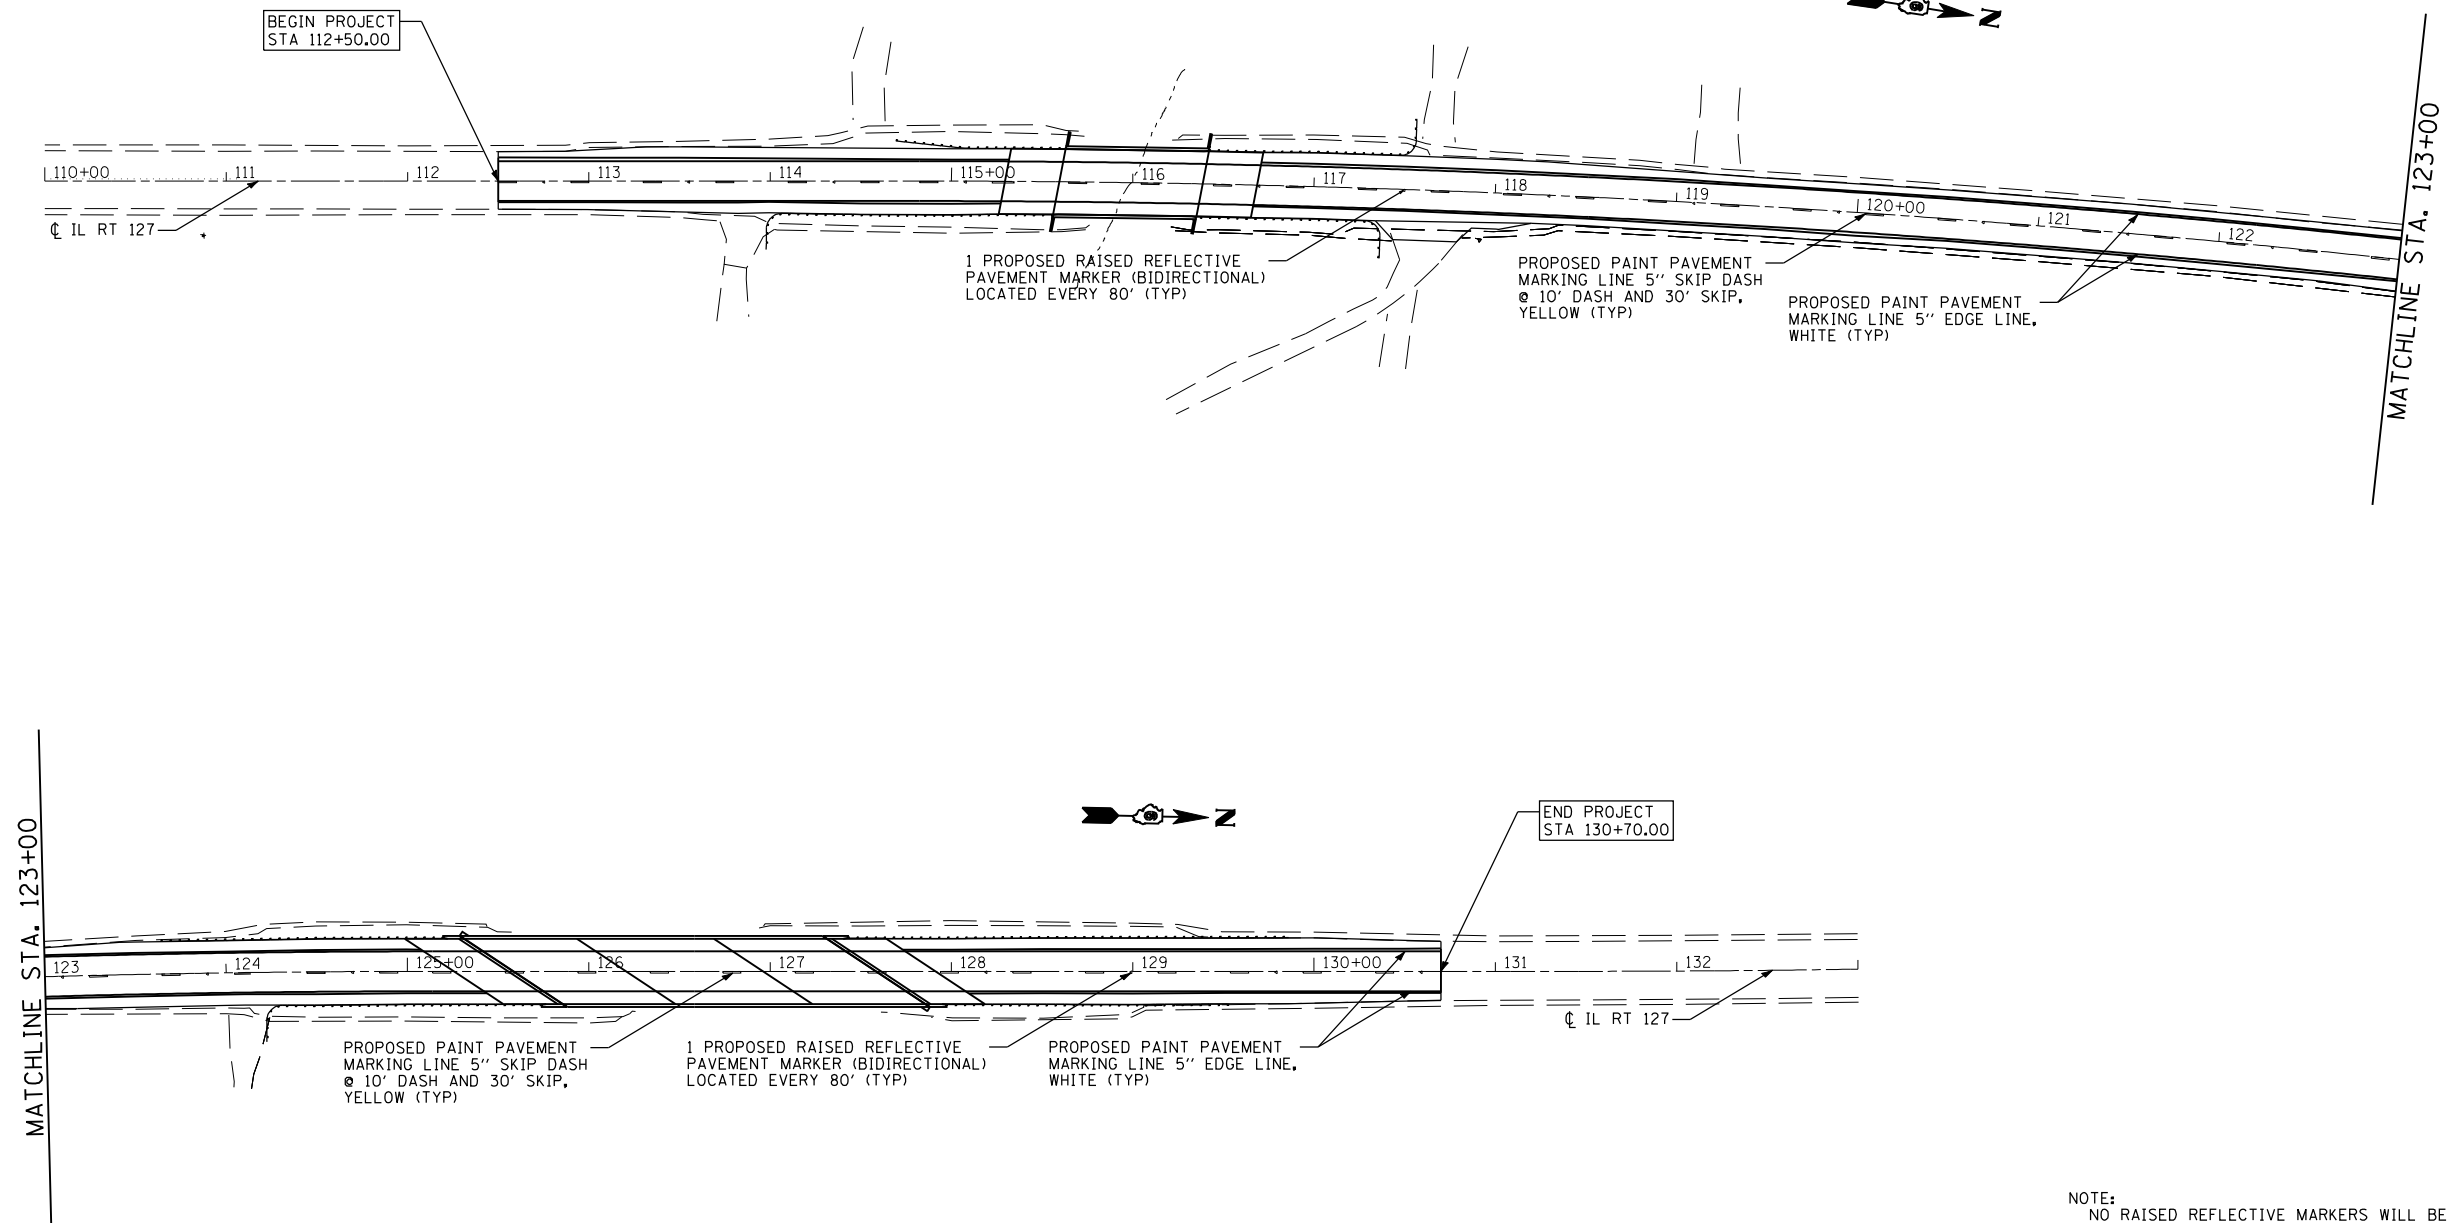 BEGIN PROJECT
STA 112+50.00
N
110+00
111
112
113
114
115+00
116
117
118
119
120+00
121
122
℄ IL RT 127
1 PROPOSED RAISED REFLECTIVE
PAVEMENT MARKER (BIDIRECTIONAL)
LOCATED EVERY 80' (TYP)
PROPOSED PAINT PAVEMENT
MARKING LINE 5'' SKIP DASH
@ 10' DASH AND 30' SKIP,
YELLOW (TYP)
PROPOSED PAINT PAVEMENT
MARKING LINE 5'' EDGE LINE,
WHITE (TYP)
MATCHLINE STA. 123+00
MATCHLINE STA. 123+00
N
END PROJECT
STA 130+70.00
123
124
125+00
126
127
128
129
130+00
131
132
℄ IL RT 127
PROPOSED PAINT PAVEMENT
MARKING LINE 5'' SKIP DASH
@ 10' DASH AND 30' SKIP,
YELLOW (TYP)
1 PROPOSED RAISED REFLECTIVE
PAVEMENT MARKER (BIDIRECTIONAL)
LOCATED EVERY 80' (TYP)
PROPOSED PAINT PAVEMENT
MARKING LINE 5'' EDGE LINE,
WHITE (TYP)
NOTE:
NO RAISED REFLECTIVE MARKERS WILL BE